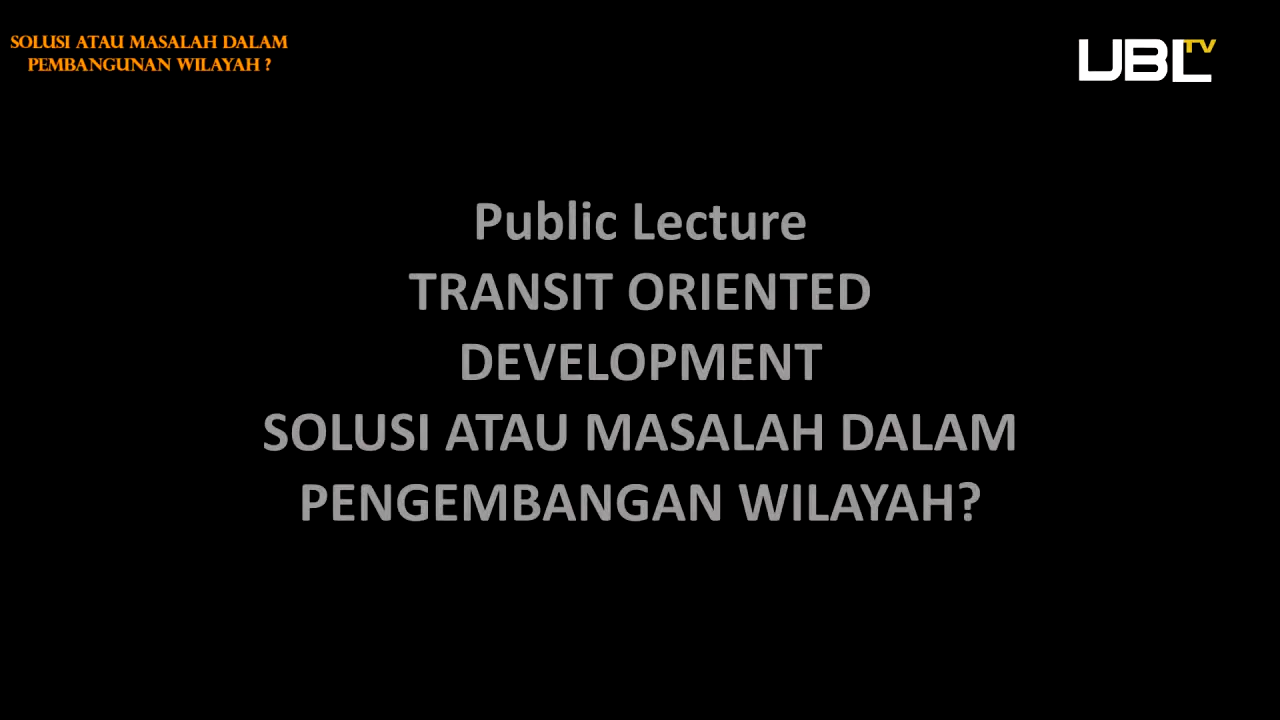 SOLUSI ATAU MASALAH DALAM
PEMBANGUNAN WILAYAH ?
UBL TV
Public Lecture
TRANSIT ORIENTED
DEVELOPMENT
SOLUSI ATAU MASALAH DALAM
PENGEMBANGAN WILAYAH?